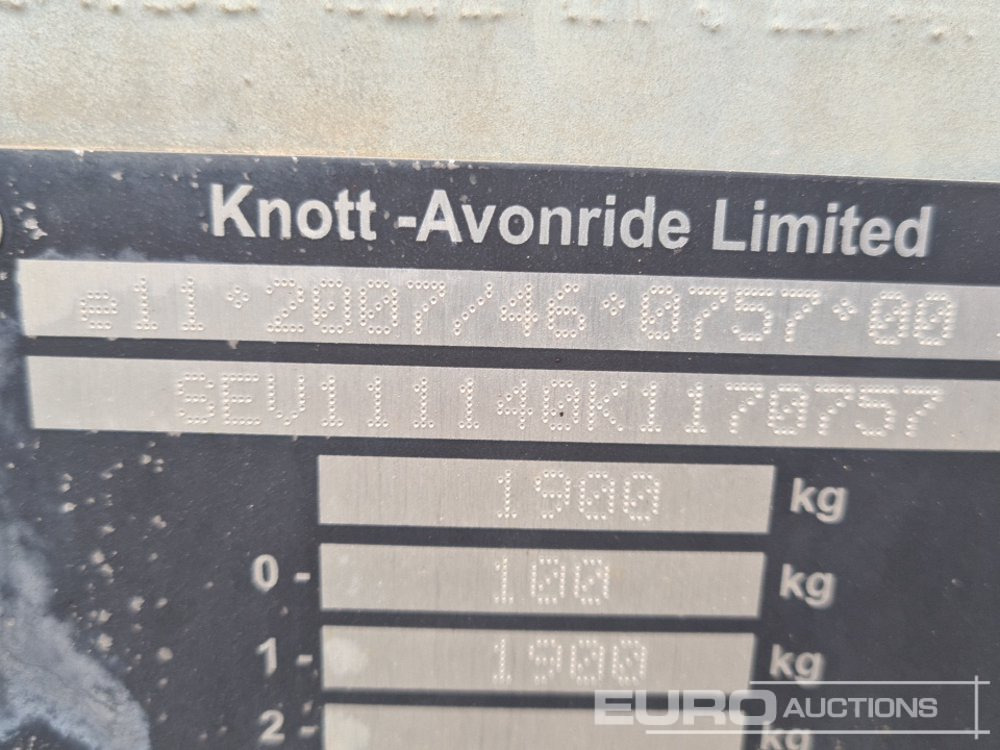 Knott -Avonride Limited
e11*2007/46*0757*00
SEV111140K1170757
1900 kg
0 - 100 kg
1 - 1900 kg
2 - kg
EURO AUCTIONS